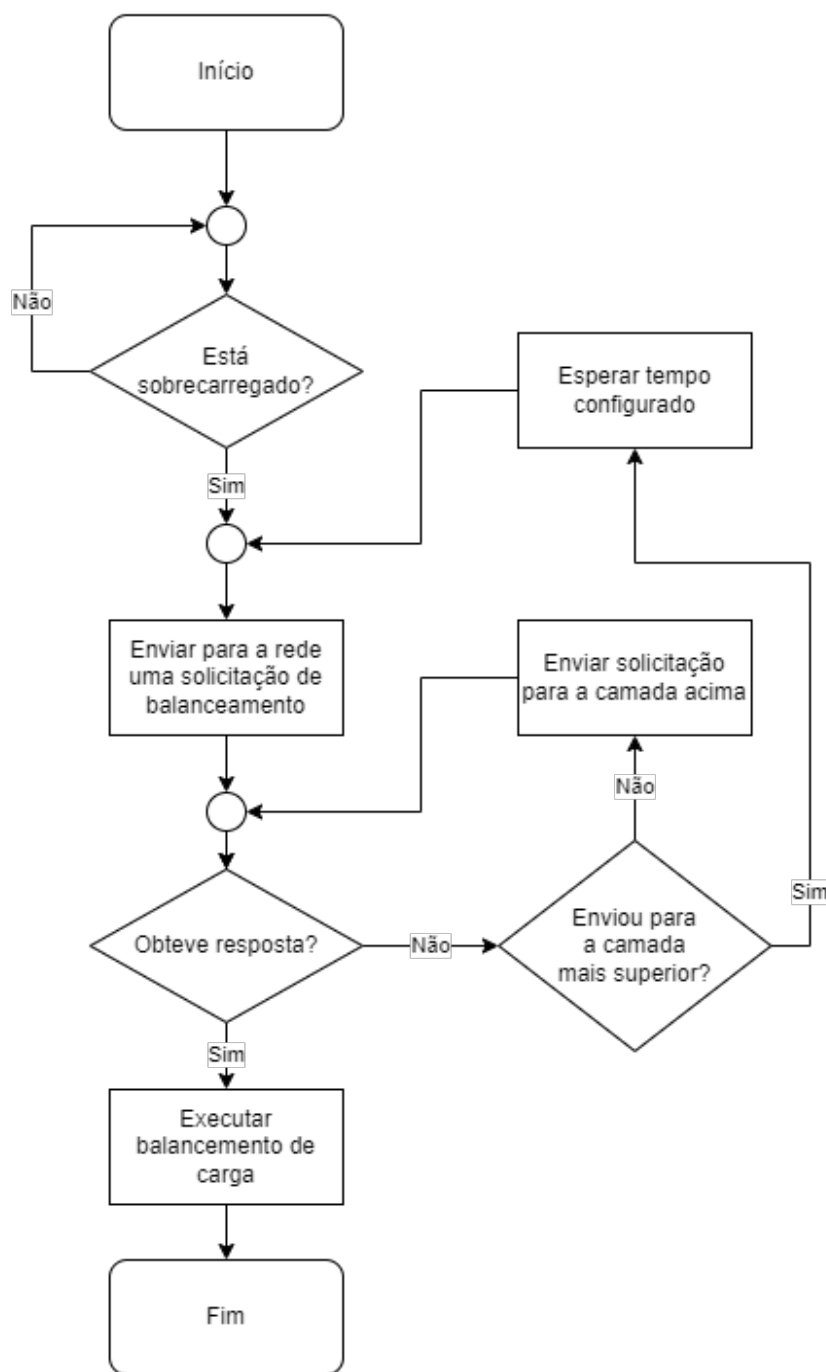 Início
Não
Está
sobrecarregado?
Esperar tempo
configurado
Sim
Enviar para a rede
uma solicitação de
balanceamento
Enviar solicitação
para a camada acima
Não
Obteve resposta?
Não
Enviou para
a camada
mais superior?
Sim
Sim
Executar
balancemento de
carga
Fim